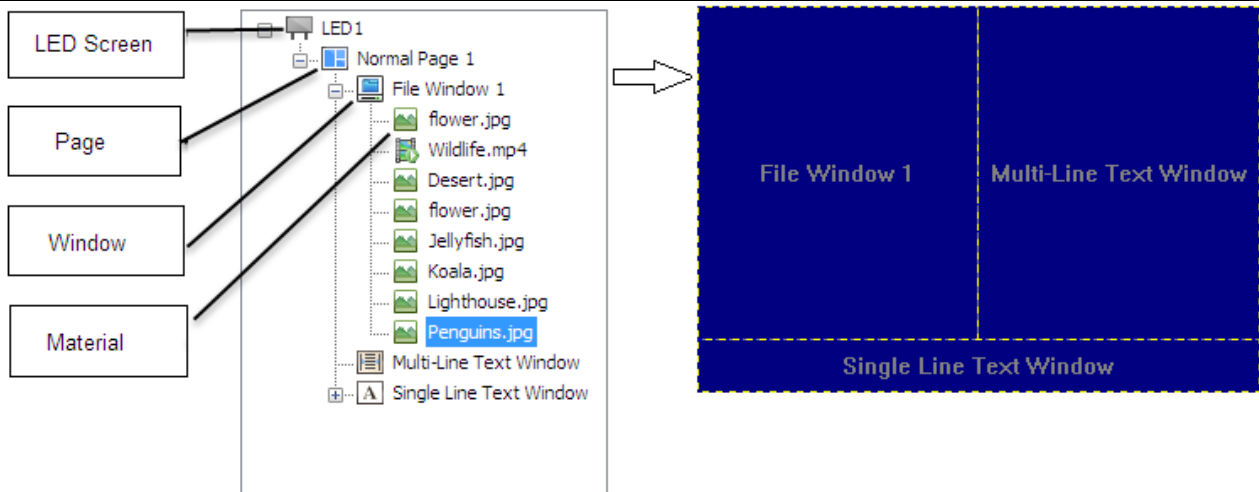 LED Screen
Page
Window
Material
LED1
Normal Page 1
File Window 1
flower.jpg
Wildlife.mp4
Desert.jpg
flower.jpg
Jellyfish.jpg
Koala.jpg
Lighthouse.jpg
Penguins.jpg
Multi-Line Text Window
A Single Line Text Window
File Window 1
Multi-Line Text Window
Single Line Text Window